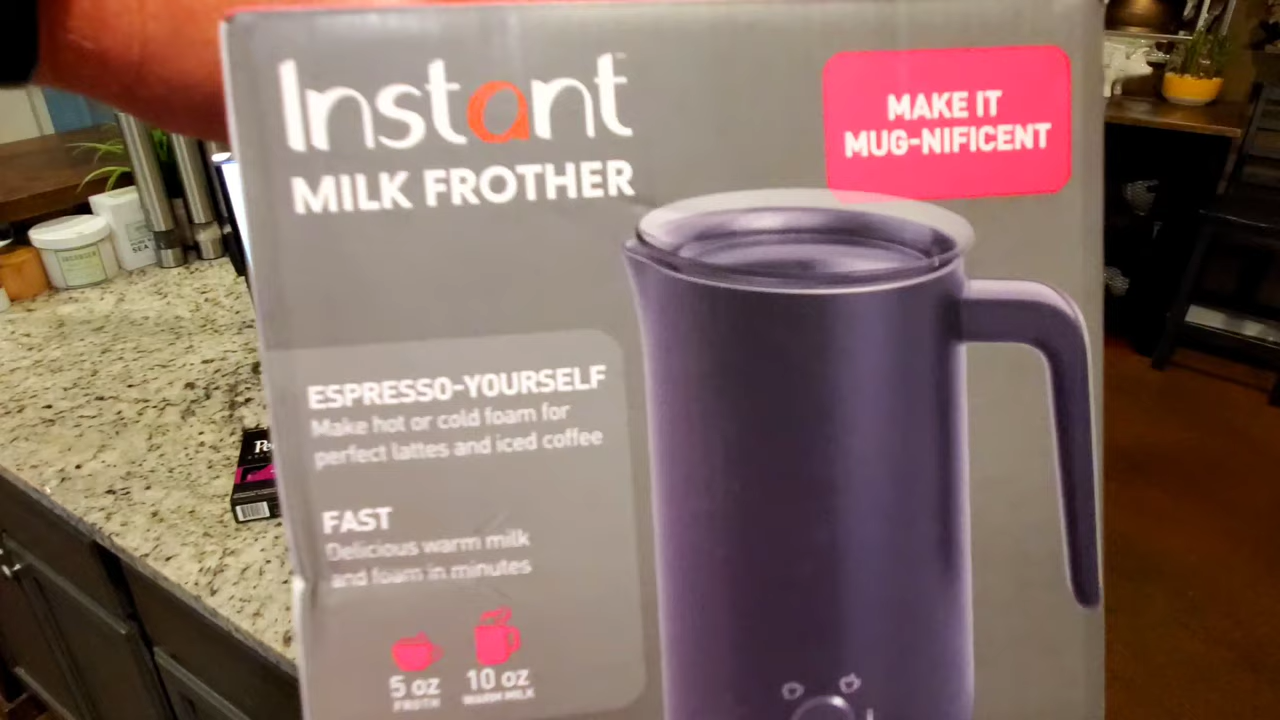 Instant
MILK FROTHER
MAKE IT
MUG-NIFICENT
ESPRESSO-YOURSELF
Make hot or cold foam for
perfect lattes and iced coffee
FAST
Delicious warm milk
and foam in minutes
5 oz
FROTH
10 oz
WARM MILK
SEA